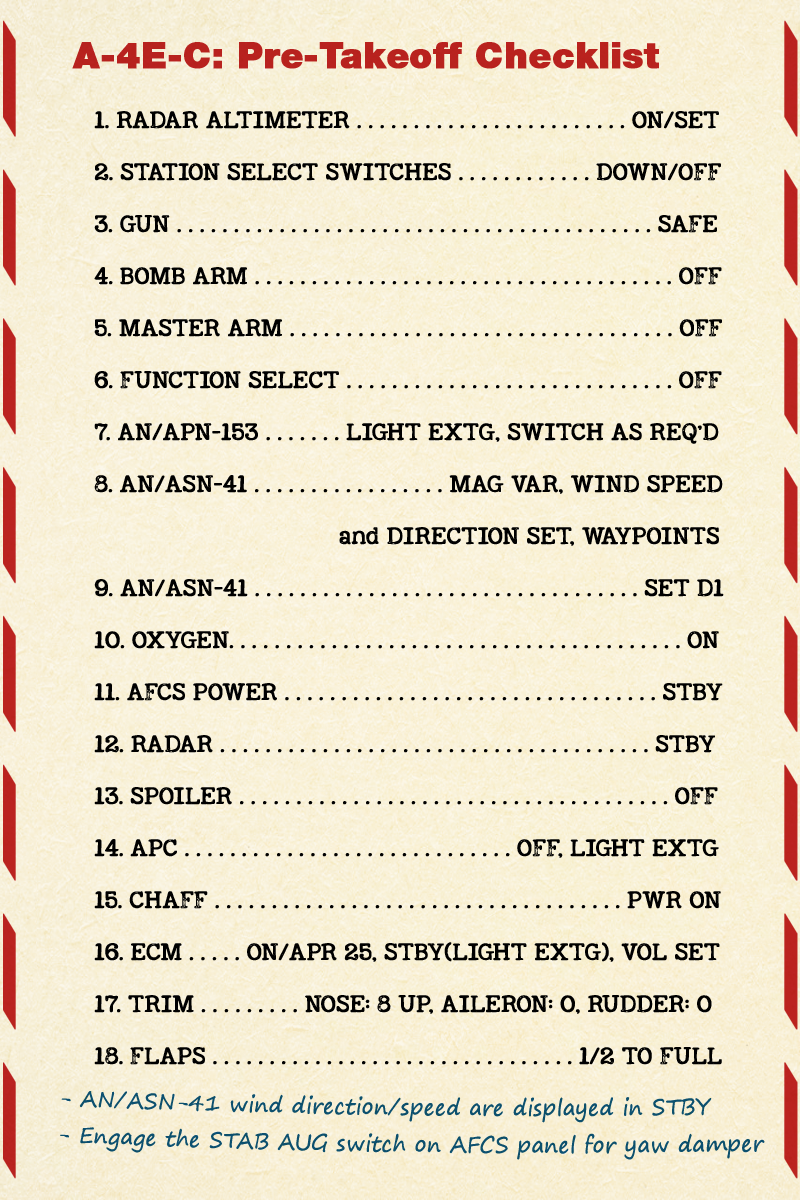 A-4E-C: Pre-Takeoff Checklist
1. RADAR ALTIMETER . . . . . . . . . . . . . . . . . . . . . . . . ON/SET
2. STATION SELECT SWITCHES . . . . . . . . . . . . DOWN/OFF
3. GUN . . . . . . . . . . . . . . . . . . . . . . . . . . . . . . . . . . . . . . . . . . SAFE
4. BOMB ARM . . . . . . . . . . . . . . . . . . . . . . . . . . . . . . . . . . . . . OFF
5. MASTER ARM . . . . . . . . . . . . . . . . . . . . . . . . . . . . . . . . . . OFF
6. FUNCTION SELECT . . . . . . . . . . . . . . . . . . . . . . . . . . . . . OFF
7. AN/APN-153 . . . . . . . LIGHT EXTG, SWITCH AS REQ'D
8. AN/ASN-41 . . . . . . . . . . . . . . . . . MAG VAR, WIND SPEED
and DIRECTION SET, WAYPOINTS
9. AN/ASN-41 . . . . . . . . . . . . . . . . . . . . . . . . . . . . . . . . . . SET D1
10. OXYGEN. . . . . . . . . . . . . . . . . . . . . . . . . . . . . . . . . . . . . . . . ON
11. AFCS POWER . . . . . . . . . . . . . . . . . . . . . . . . . . . . . . . . . STBY
12. RADAR . . . . . . . . . . . . . . . . . . . . . . . . . . . . . . . . . . . . . . STBY
13. SPOILER . . . . . . . . . . . . . . . . . . . . . . . . . . . . . . . . . . . . . . OFF
14. APC . . . . . . . . . . . . . . . . . . . . . . . . . . . . . OFF, LIGHT EXTG
15. CHAFF . . . . . . . . . . . . . . . . . . . . . . . . . . . . . . . . . . . . PWR ON
16. ECM . . . . . ON/APR 25, STBY(LIGHT EXTG), VOL SET
17. TRIM . . . . . . . . . NOSE: 8 UP, AILERON: 0, RUDDER: 0
18. FLAPS . . . . . . . . . . . . . . . . . . . . . . . . . . . . . . . . 1/2 TO FULL
- AN/ASN-41 wind direction/speed are displayed in STBY
- Engage the STAB AUG switch on AFCS panel for yaw damper